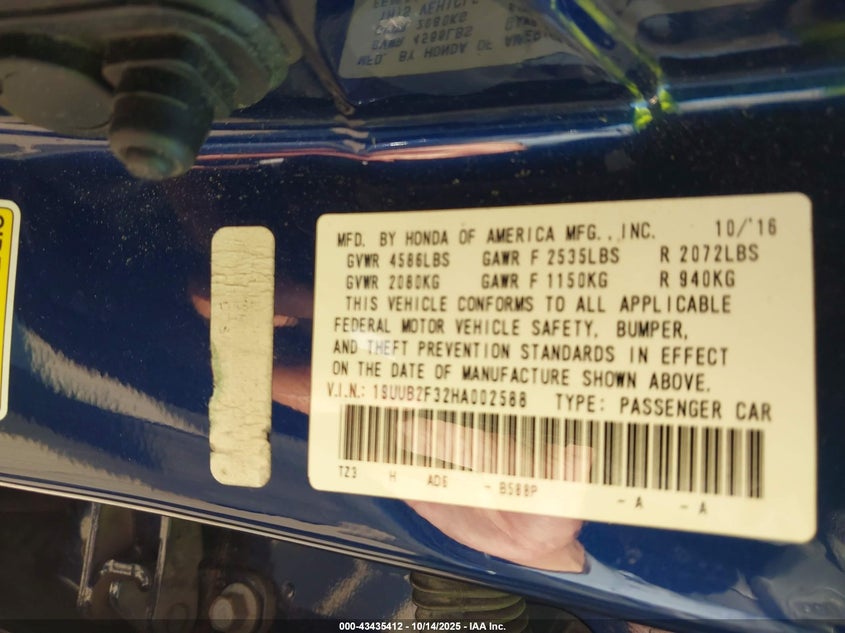 MFD. BY HONDA OF AMERICA MFG., INC. 10/'16
GVWR 4586LBS GAWR F 2535LBS R 2072LBS
GVWR 2080KG GAWR F 1150KG R 940KG
THIS VEHICLE CONFORMS TO ALL APPLICABLE
FEDERAL MOTOR VEHICLE SAFETY, BUMPER,
AND THEFT PREVENTION STANDARDS IN EFFECT
ON THE DATE OF MANUFACTURE SHOWN ABOVE.
V.I.N.: 19UUB2F32HA002588 TYPE: PASSENGER CAR
TZ3 H ADE - B588P - A - A
000-43435412 - 10/14/2025 - IAA Inc.